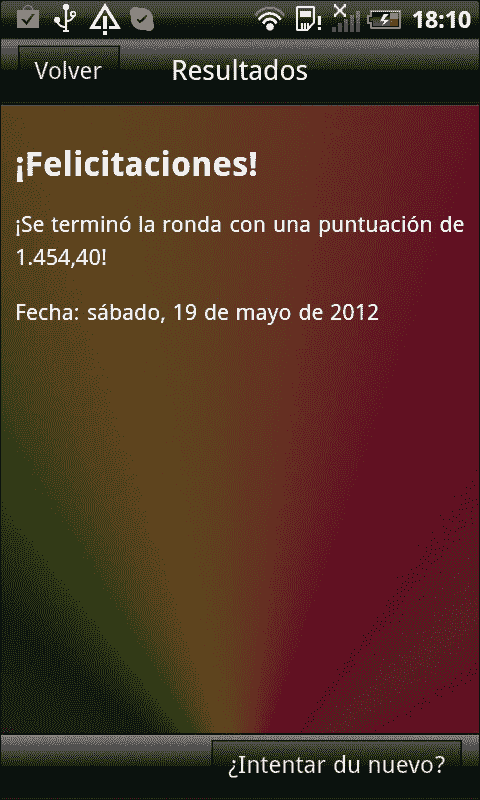 18:10
Volver
Resultados
¡Felicitaciones!
¡Se terminó la ronda con una puntuación de
1.454,40!
Fecha: sábado, 19 de mayo de 2012
¿Intentar du nuevo?